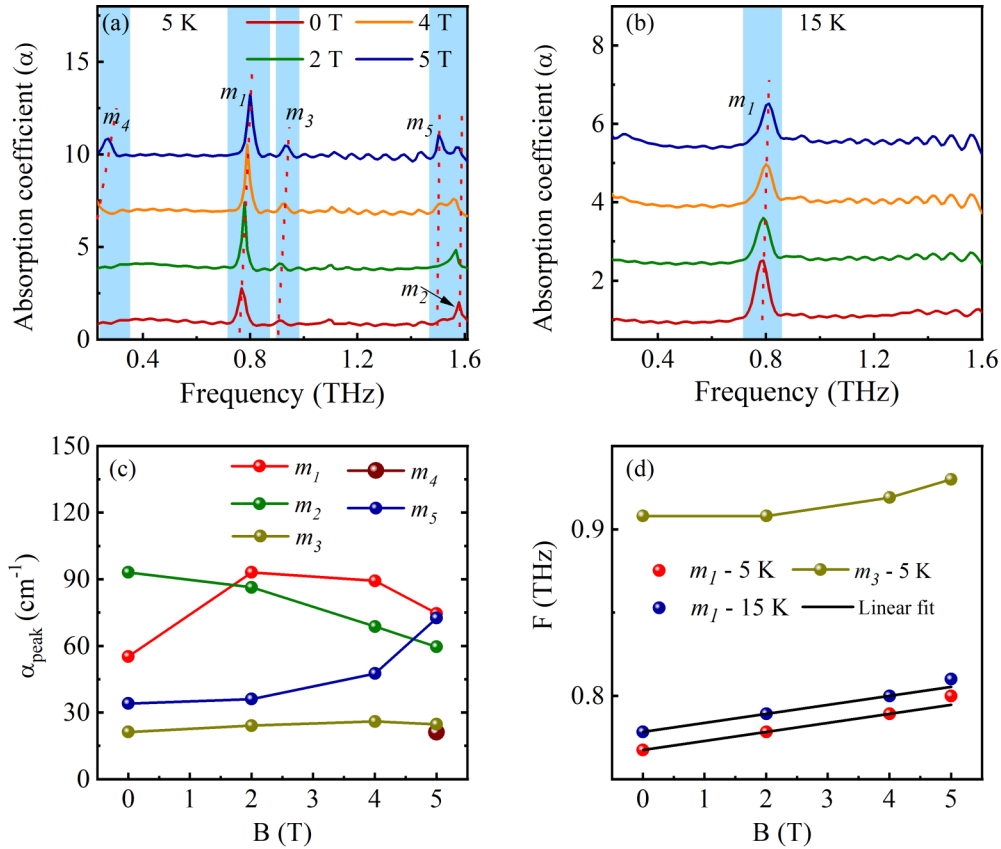 (a) 5 K 0 T 4 T
2 T 5 T
m4 m1 m3 m5
m2
Absorption coefficient (α)
15
10
5
0
0.4 0.8 1.2 1.6
Frequency (THz)
(b) 15 K
m1
Absorption coefficient (α)
8
6
4
2
0.4 0.8 1.2 1.6
Frequency (THz)
(c) m1 m4
m2 m5
m3
αpeak (cm⁻¹)
150
120
90
60
30
0
0 1 2 3 4 5
B (T)
(d)
m1 - 5 K m3 - 5 K
m1 - 15 K Linear fit
F (THz)
0.9
0.8
0 1 2 3 4 5
B (T)